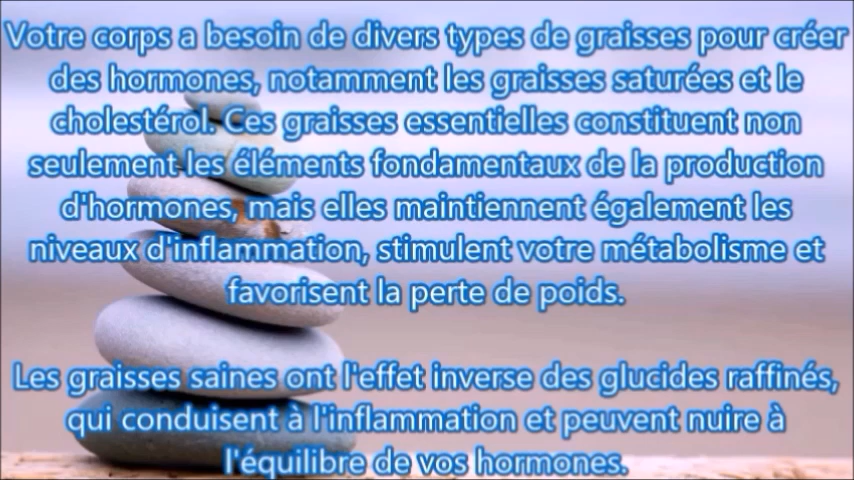 Votre corps a besoin de divers types de graisses pour créer
des hormones, notamment les graisses saturées et le
cholestérol. Ces graisses essentielles constituent non
seulement les éléments fondamentaux de la production
d'hormones, mais elles maintiennent également les
niveaux d'inflammation, stimulent votre métabolisme et
favorisent la perte de poids.
Les graisses saines ont l'effet inverse des glucides raffinés,
qui conduisent à l'inflammation et peuvent nuire à
l'équilibre de vos hormones.